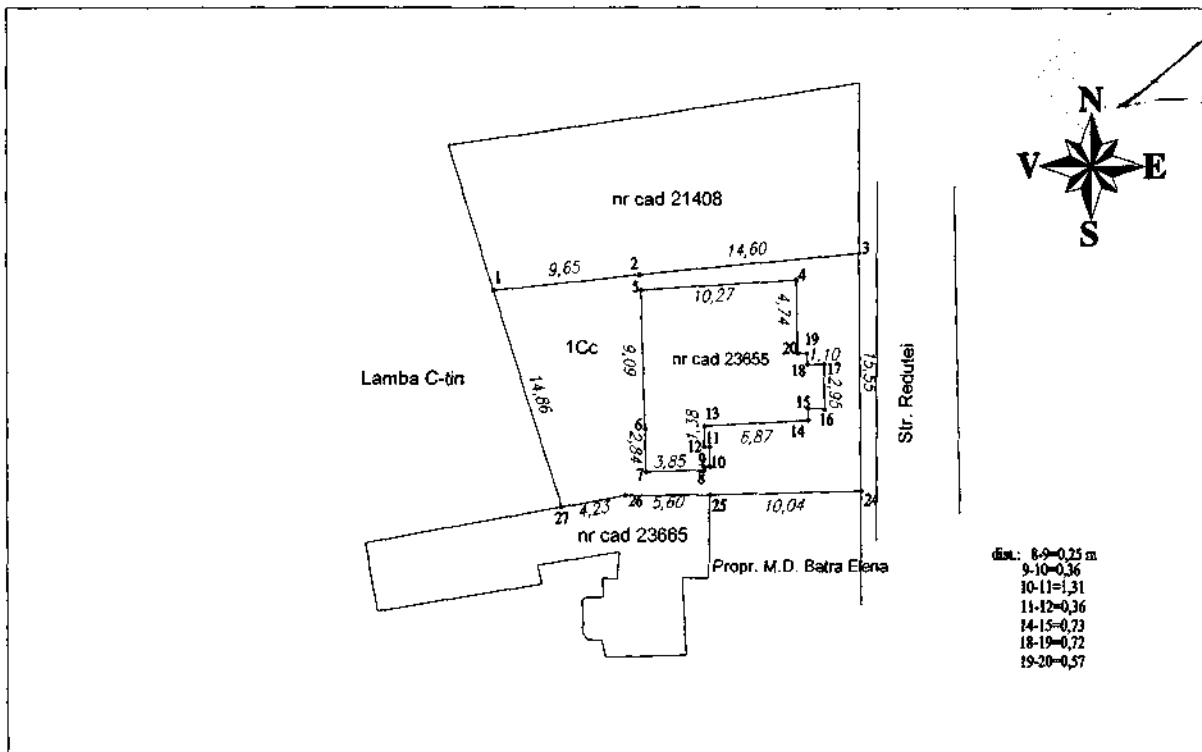 N
V E
S
nr cad 21408
3
14,60
2
9,65
1
4
5
10,27
4,74
9,09
1Cc
nr cad 23655
20 19
18 1,10 17
15,55
2,95
Str. Redutei
Lamba C-tin
14,86
15
16
13
1,38
6,87
14
6
12 11
2,84
9 10
7 3,85 8
27 4,23 26 5,60 25 10,04 24
nr cad 23665
Propr. M.D. Batra Elena
dist.: 8-9=0,25 m
9-10=0,36
10-11=1,31
11-12=0,36
14-15=0,73
18-19=0,72
19-20=0,57